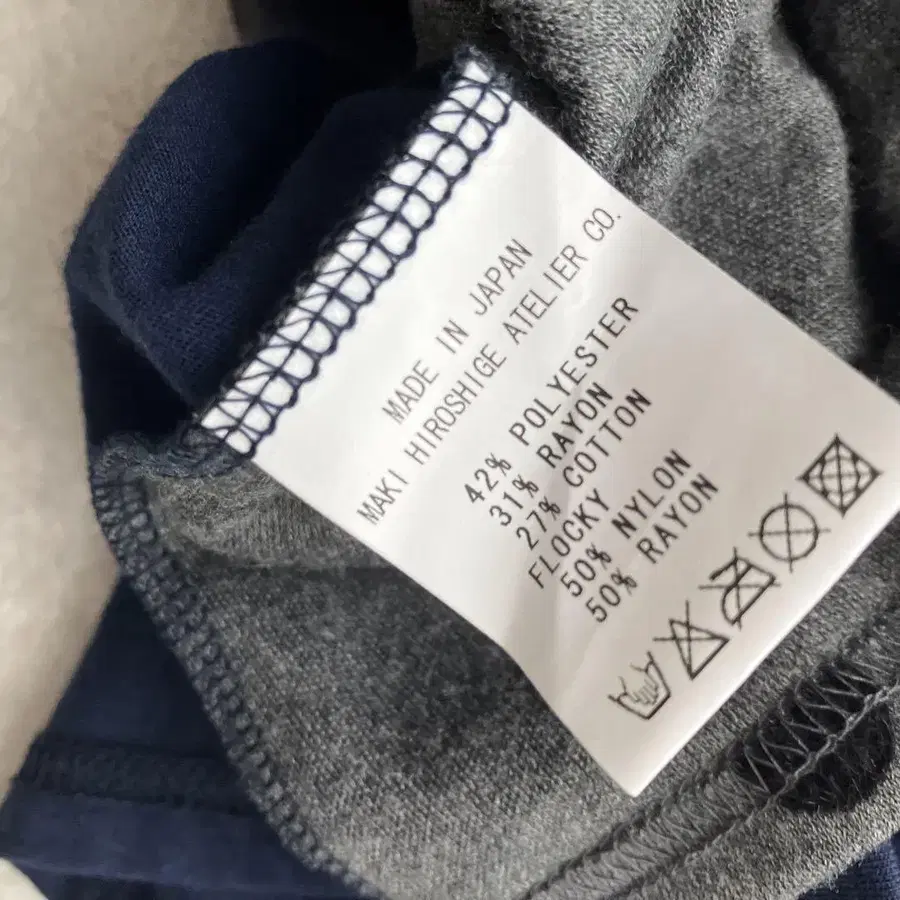 MADE IN JAPAN
MAKI HIROSHIGE ATELIER CO.
42% POLYESTER
31% RAYON
27% COTTON
FLOCKY
50% NYLON
50% RAYON